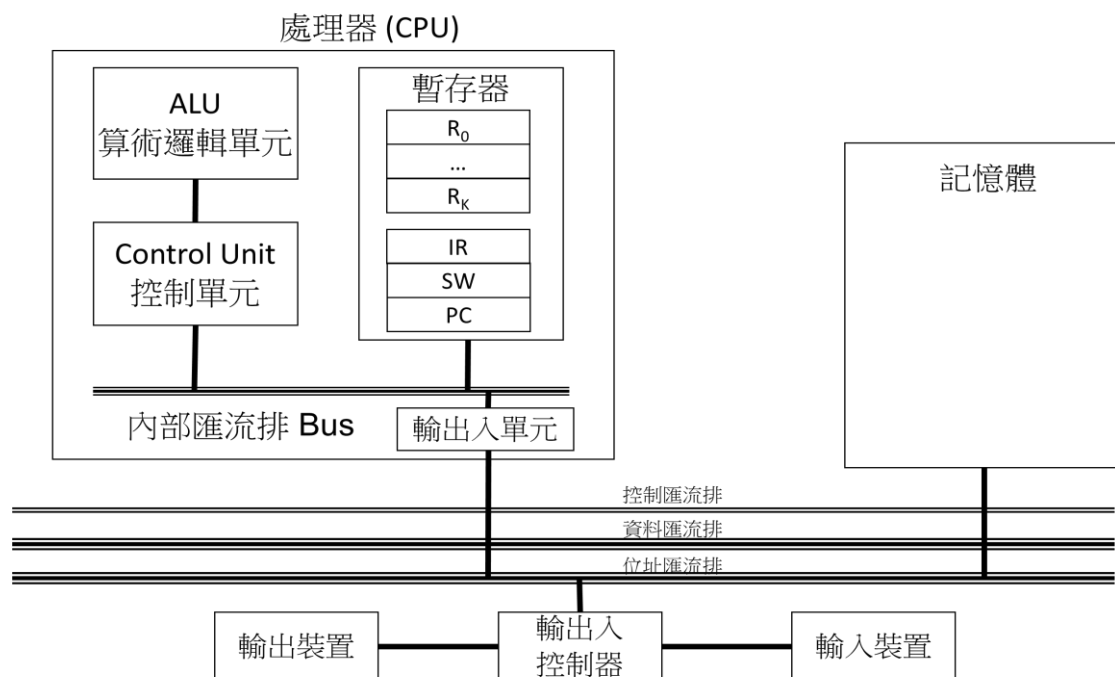 處理器 (CPU)
ALU
算術邏輯單元
Control Unit
控制單元
暫存器
R0
...
RK
IR
SW
PC
內部匯流排 Bus
輸出入單元
記憶體
控制匯流排
資料匯流排
位址匯流排
輸出裝置
輸出入
控制器
輸入裝置